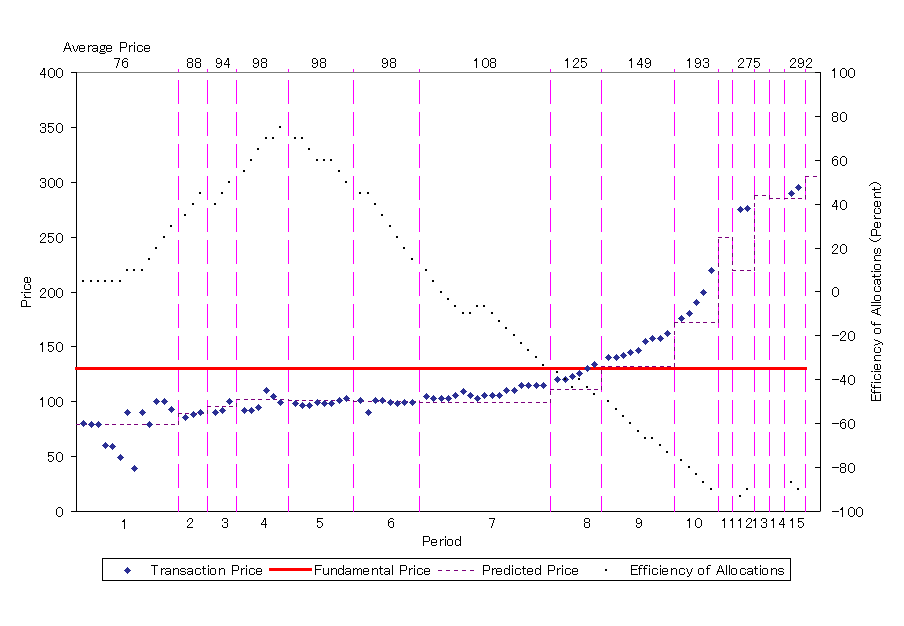 Average Price
76 88 94 98 98 98 108 125 149 193 275 292
400 100
350 80
300 60
250 40
200 20
150 0
100 -20
50 -40
0 -60
-80
-100
Price
Efficiency of Allocations (Percent)
1 2 3 4 5 6 7 8 9 10 11 12 13 14 15
Period
Transaction Price Fundamental Price Predicted Price Efficiency of Allocations